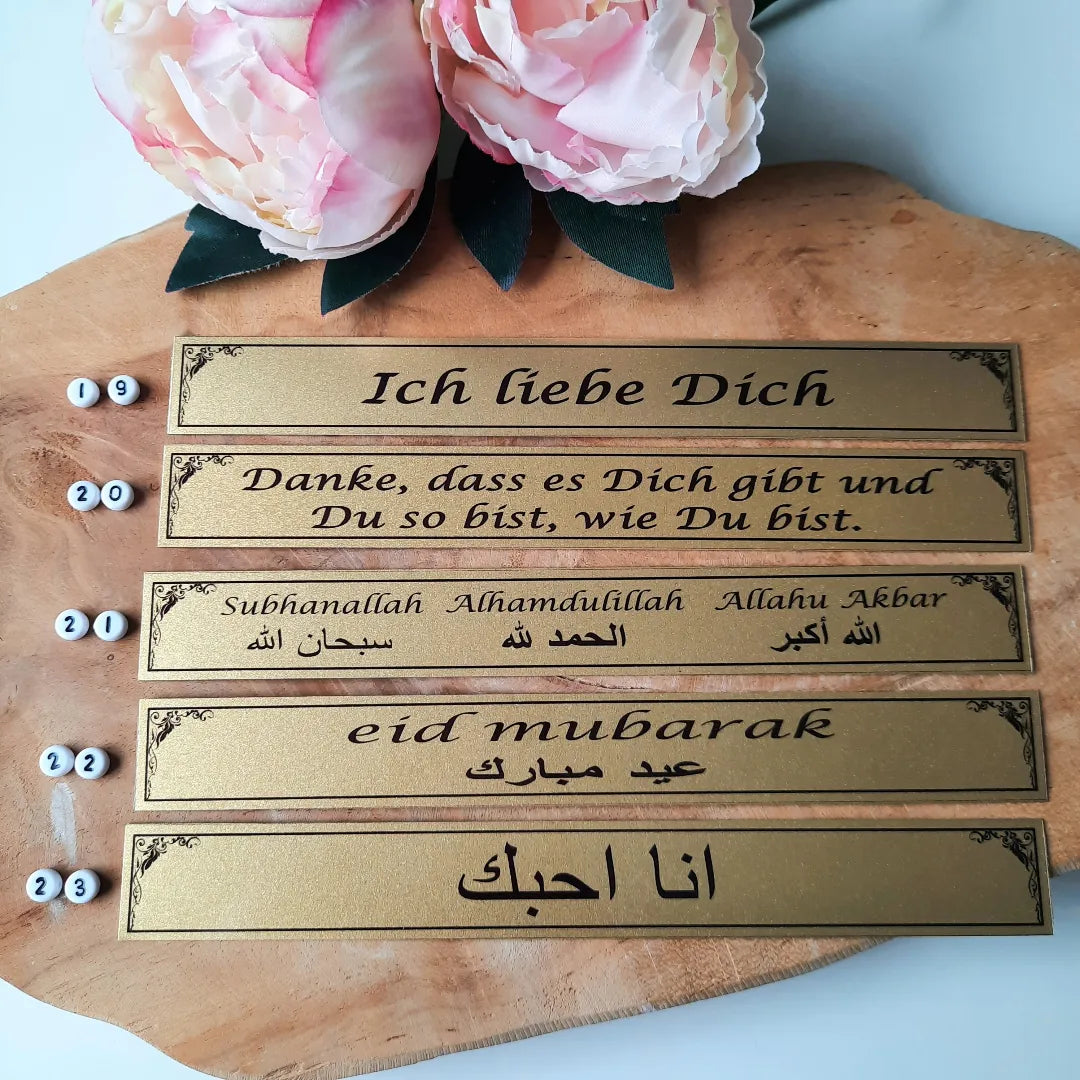 19
Ich liebe Dich
20
Danke, dass es Dich gibt und
Du so bist, wie Du bist.
21
Subhanallah Alhamdulillah Allahu Akbar
سبحان الله الحمد لله الله أكبر
22
eid mubarak
عيد مبارك
23
انا احبك